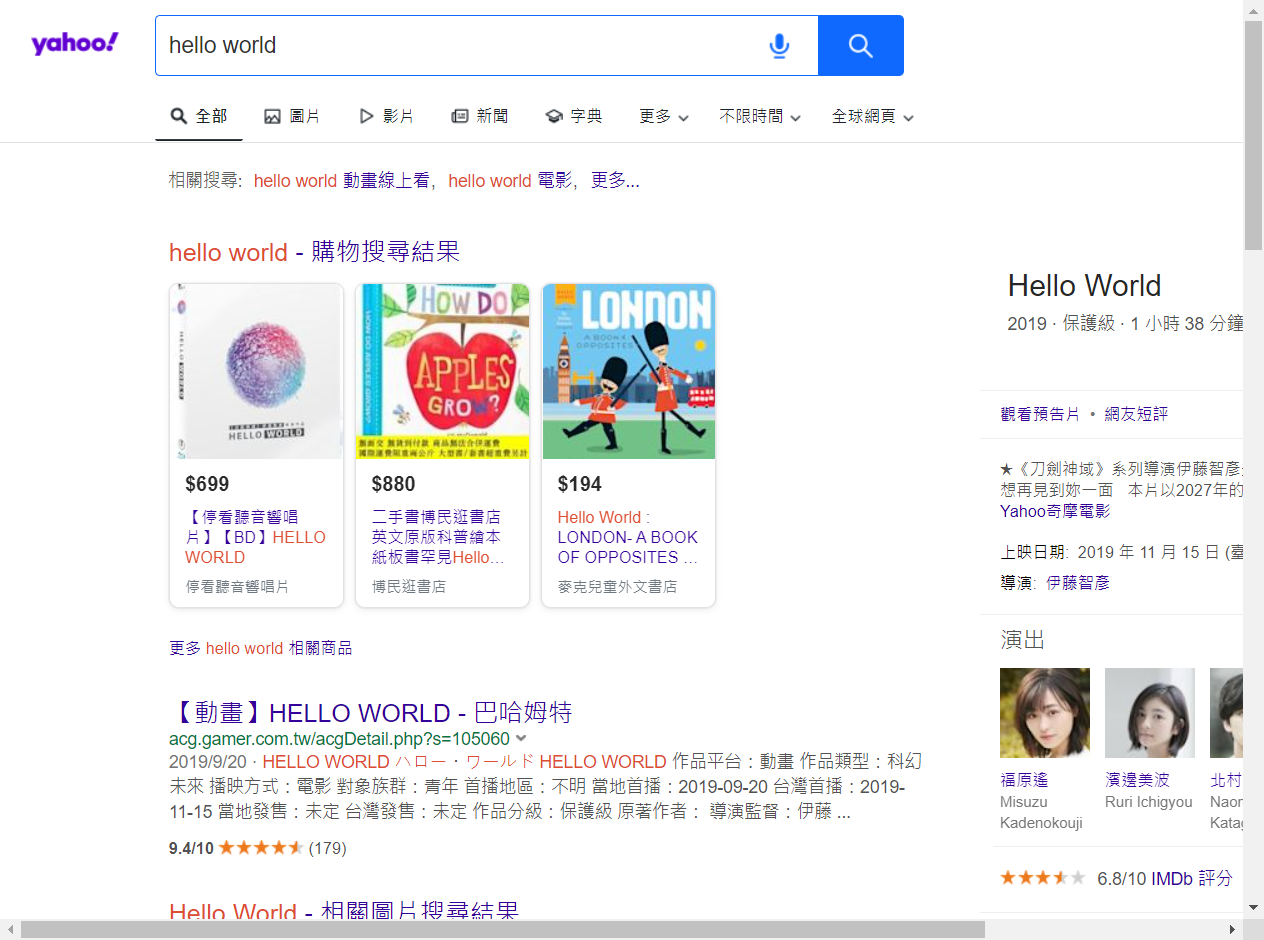 yahoo!
hello world
全部 圖片 影片 新聞 字典 更多 不限時間 全球網頁
相關搜尋: hello world 動畫線上看, hello world 電影, 更多...
hello world - 購物搜尋結果
HELLO WORLD
HOW DO
APPLES
GROW?
HOW DO APPLES GROW?
LONDON
A BOOK OF
OPPOSITES
$699
【停看聽音響唱
片】【BD】HELLO
WORLD
停看聽音響唱片
$880
二手書博民逛書店
英文原版科普繪本
紙板書罕見Hello…
博民逛書店
$194
Hello World :
LONDON- A BOOK
OF OPPOSITES …
麥克兒童外文書店
更多 hello world 相關商品
【動畫】HELLO WORLD - 巴哈姆特
acg.gamer.com.tw/acgDetail.php?s=105060
2019/9/20 · HELLO WORLD ハロー・ワールド HELLO WORLD 作品平台：動畫 作品類型：科幻
未來 播映方式：電影 對象族群：青年 首播地區：不明 當地首播：2019-09-20 台灣首播：2019-
11-15 當地發售：未定 台灣發售：未定 作品分級：保護級 原著作者： 導演監督：伊藤 ...
9.4/10 (179)
Hello World - 相關圖片搜尋結果
Hello World
2019 · 保護級 · 1 小時 38 分鐘
觀看預告片 • 網友短評
★《刀劍神域》系列導演伊藤智彥
想再見到妳一面 本片以2027年的
Yahoo奇摩電影
上映日期: 2019 年 11 月 15 日 (臺
導演: 伊藤智彥
演出
福原遙
Misuzu
Kadenokouji
濱邊美波
Ruri Ichigyou
北村
Naon
Katag
6.8/10 IMDb 評分